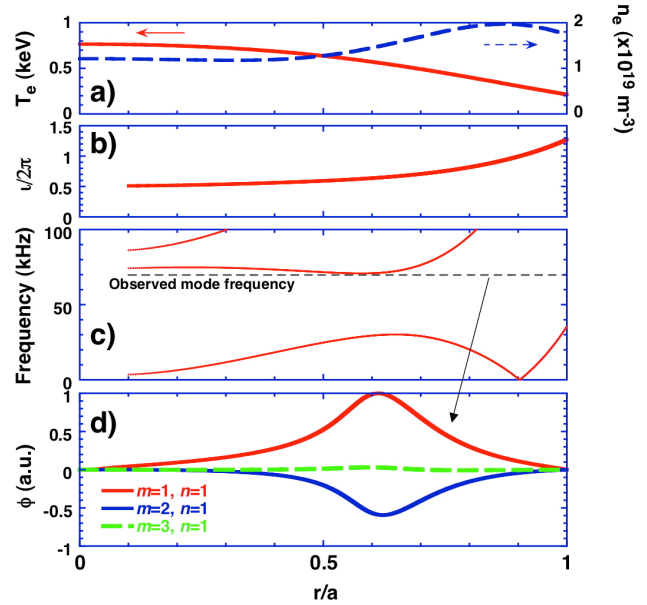 1
0.5
0
T_e (keV)
a)
2
1
0
n_e (x10^19 m^-3)
1.5
1
0.5
0
ι/2π
b)
100
50
0
Frequency (kHz)
Observed mode frequency
c)
1
0.5
0
-0.5
-1
ϕ (a.u.)
d)
m=1, n=1
m=2, n=1
m=3, n=1
0
0.5
1
r/a